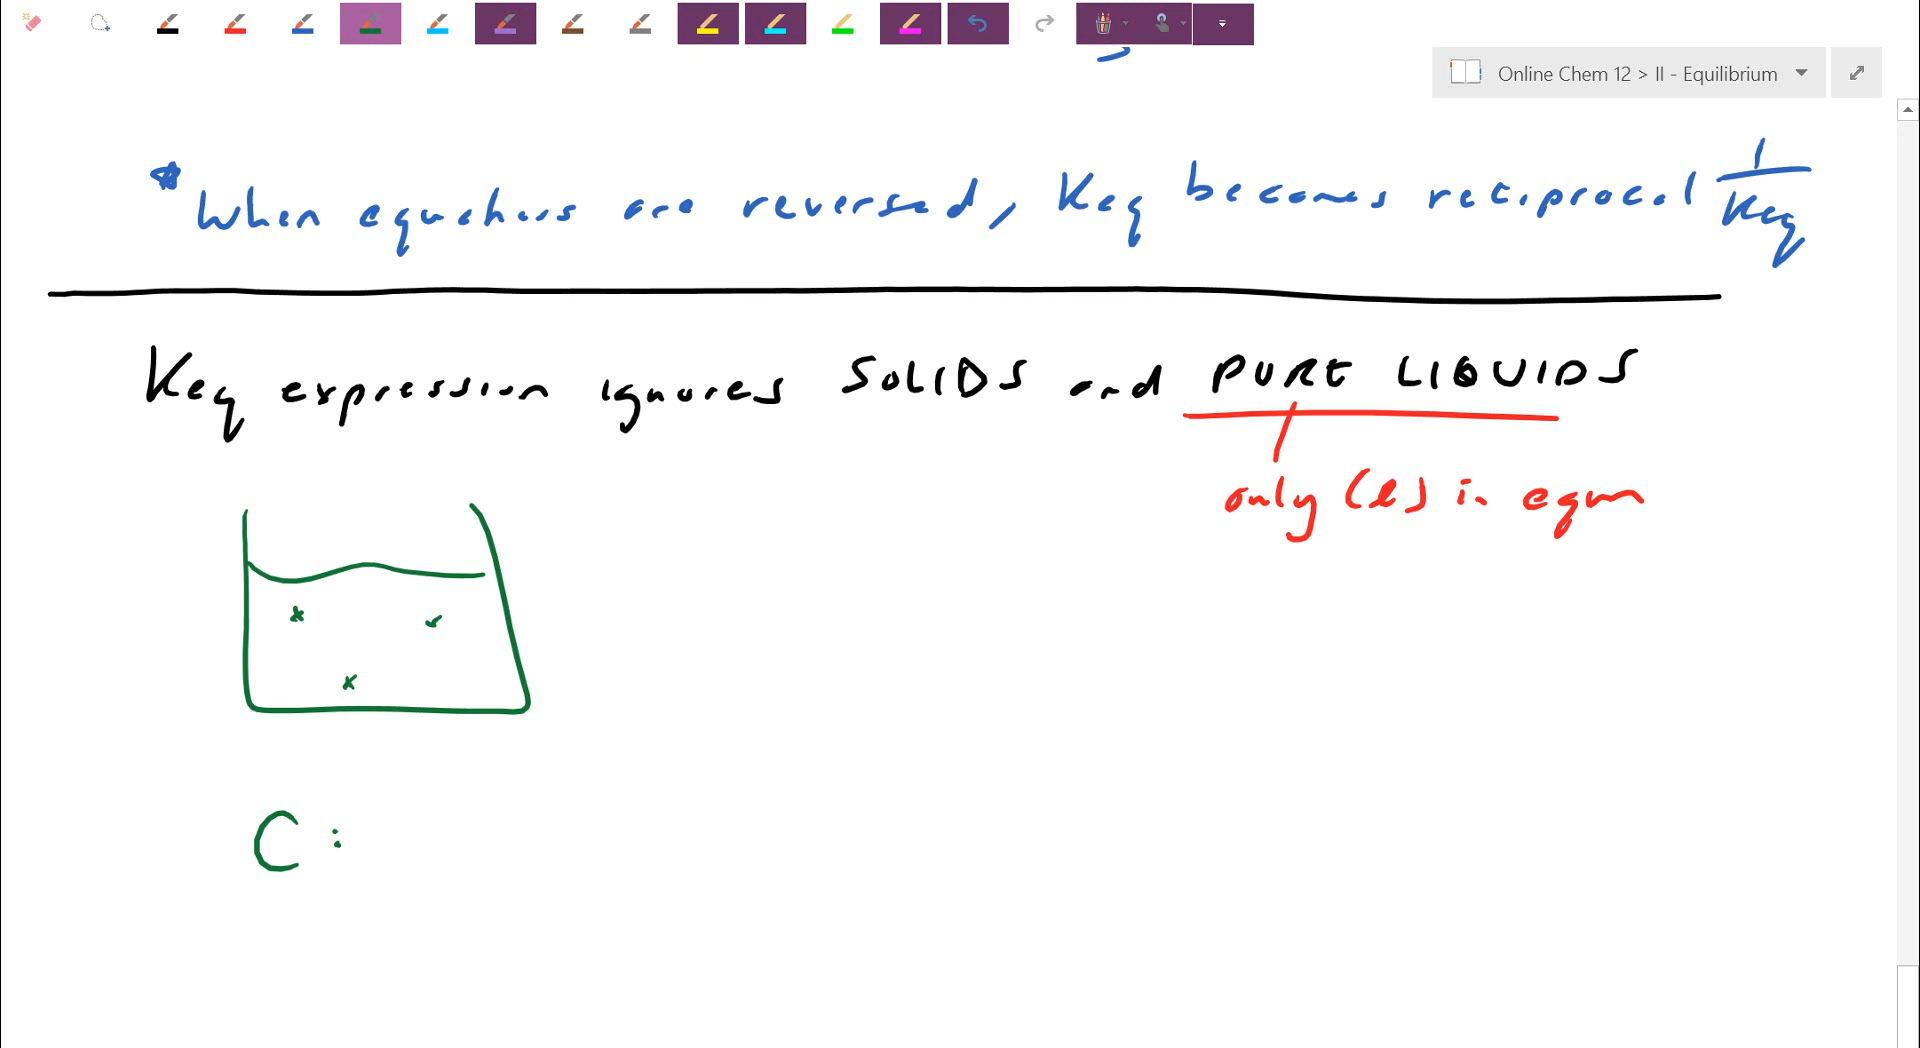 Online Chem 12 > II - Equilibrium
* When equations are reversed, Keq becomes reciprocal 1/Keq
Keq expression ignores SOLIDS and PURE LIQUIDS
only (l) in eqm
C :